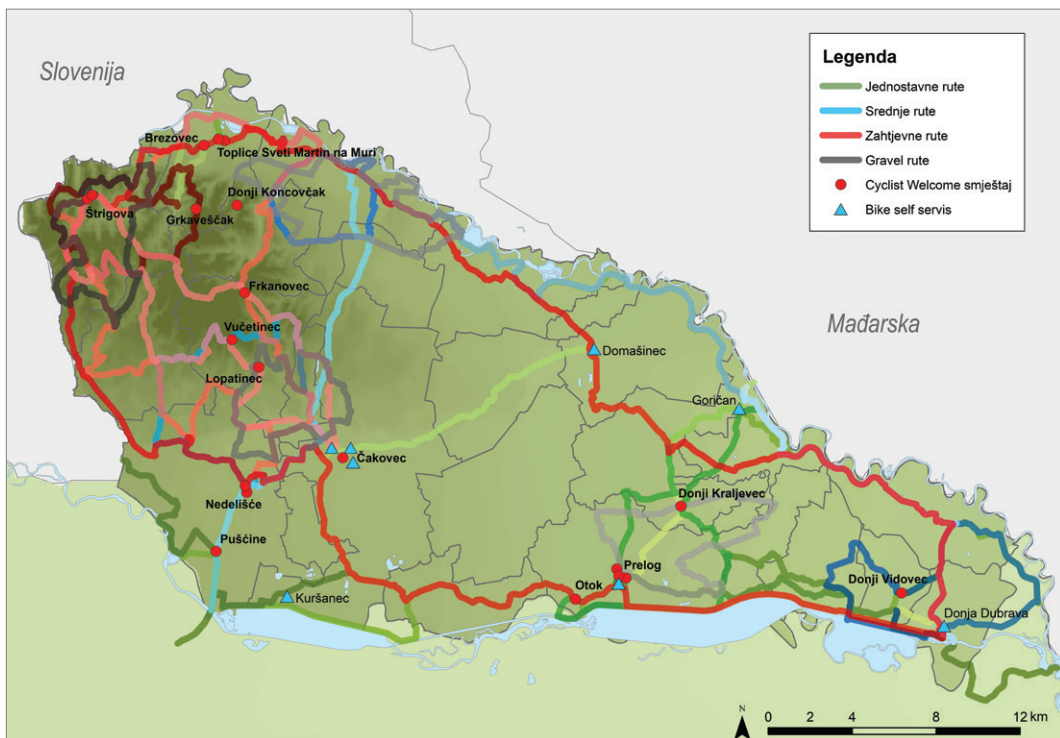 Slovenija
Legenda
Jednostavne rute
Srednje rute
Zahtjevne rute
Gravel rute
Cyclist Welcome smještaj
Bike self servis
Brezovec
Toplice Sveti Martin na Muri
Štrigova
Grkaveščak
Donji Koncovčak
Frkanovec
Mađarska
Vučetinec
Domašinec
Lopatinec
Goričan
Čakovec
Nedelišće
Donji Kraljevec
Pušćine
Prelog
Otok
Kuršanec
Donji Vidovec
Donja Dubrava
N
0 2 4 8 12 km